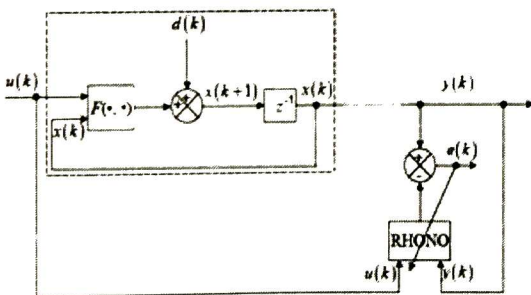 d(k)
u(k)
x(k+1)
x(k)
y(k)
F(•, •)
z⁻¹
x(k)
e(k)
RHONO
u(k)
y(k)